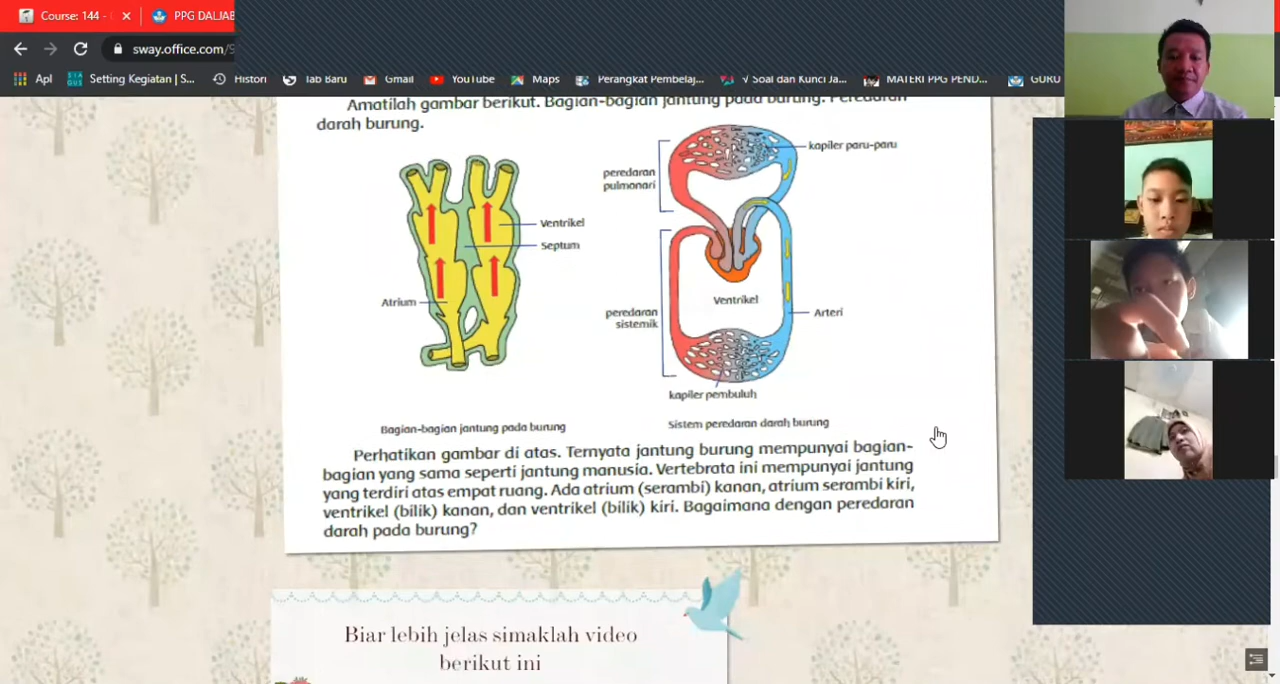 Course: 144 -
PPG DALJAB
sway.office.com/9
Apl
Setting Kegiatan | S...
Histori
Tab Baru
Gmail
YouTube
Maps
Perangkat Pembelaj...
√ Soal dan Kunci Ja...
MATERI PPG PEND...
GURU
Amatilah gambar berikut. Bagian-bagian jantung pada burung. Peredaran
darah burung.
Ventrikel
Septum
Atrium
Bagian-bagian jantung pada burung
kapiler paru-paru
peredaran
pulmonari
Ventrikel
peredaran
sistemik
Arteri
kapiler pembuluh
Sistem peredaran darah burung
Perhatikan gambar di atas. Ternyata jantung burung mempunyai bagian-
bagian yang sama seperti jantung manusia. Vertebrata ini mempunyai jantung
yang terdiri atas empat ruang. Ada atrium (serambi) kanan, atrium serambi kiri,
ventrikel (bilik) kanan, dan ventrikel (bilik) kiri. Bagaimana dengan peredaran
darah pada burung?
Biar lebih jelas simaklah video
berikut ini